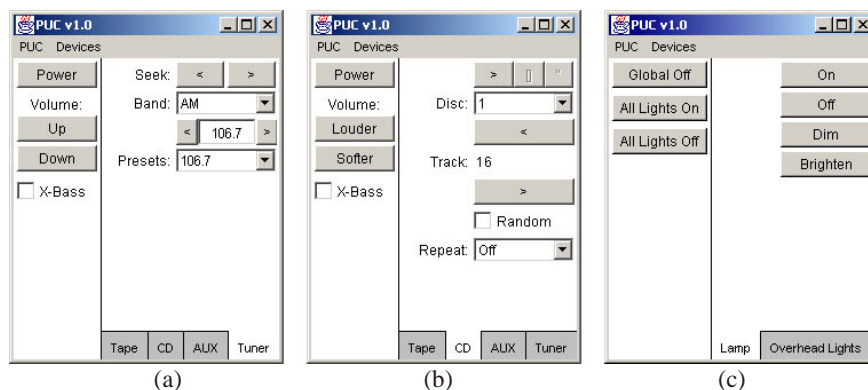 PUC v1.0
PUC Devices
Power
Volume:
Up
Down
X-Bass
Seek: < >
Band: AM
< 106.7 >
Presets: 106.7
Tape CD AUX Tuner
(a)
PUC v1.0
PUC Devices
Power
Volume:
Louder
Softer
X-Bass
> [] "
Disc: 1
<
Track: 16
>
Random
Repeat: Off
Tape CD AUX Tuner
(b)
PUC v1.0
PUC Devices
Global Off
All Lights On
All Lights Off
On
Off
Dim
Brighten
Lamp Overhead Lights
(c)